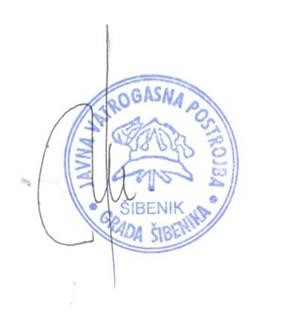 JAVNA VATROGASNA POSTROJBA
GRADA ŠIBENIKA
ŠIBENIK